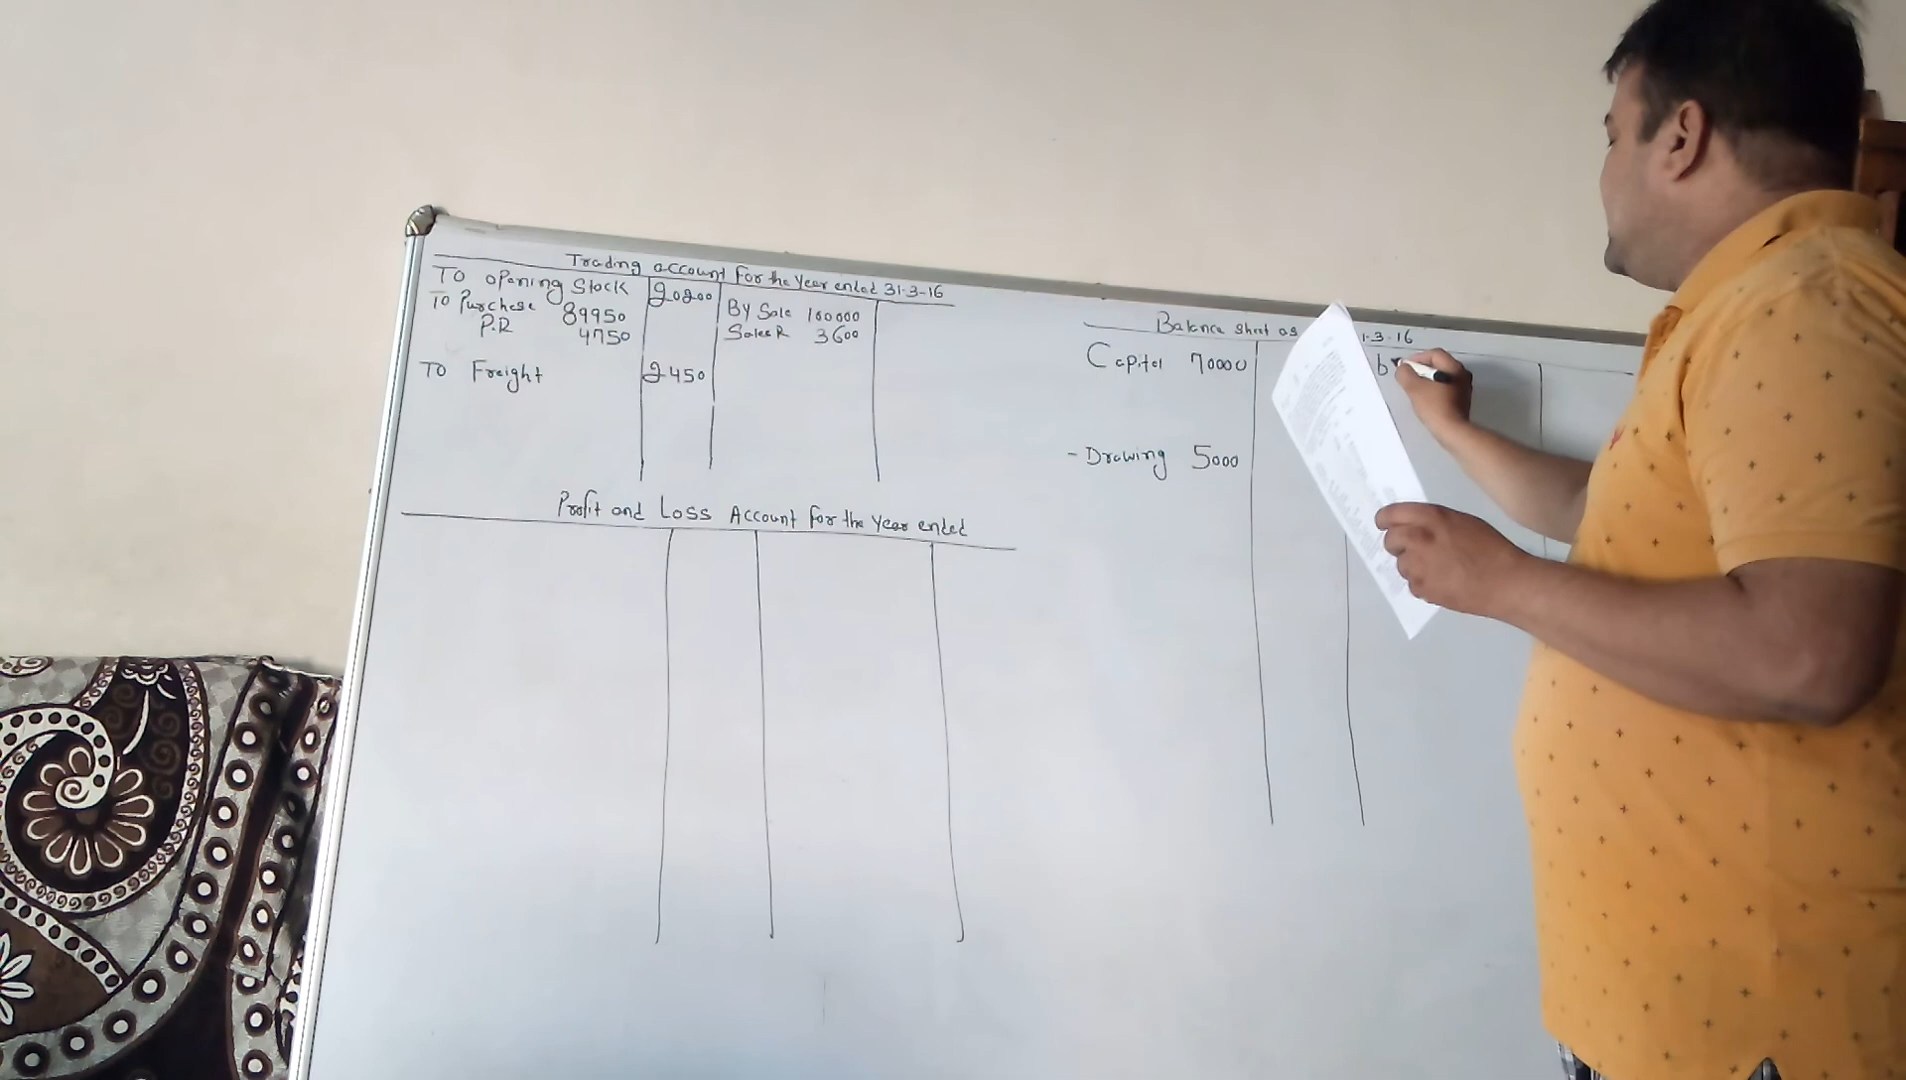 Trading account for the Year ended 31-3-16
To opening Stock 20200
To Purchase 89950
P.R 4750
To Freight 2450
By Sale 160000
Sales R 3600
Profit and Loss Account for the Year ended
Balance sheet as 1-3-16
Capital 70000
- Drawing 5000